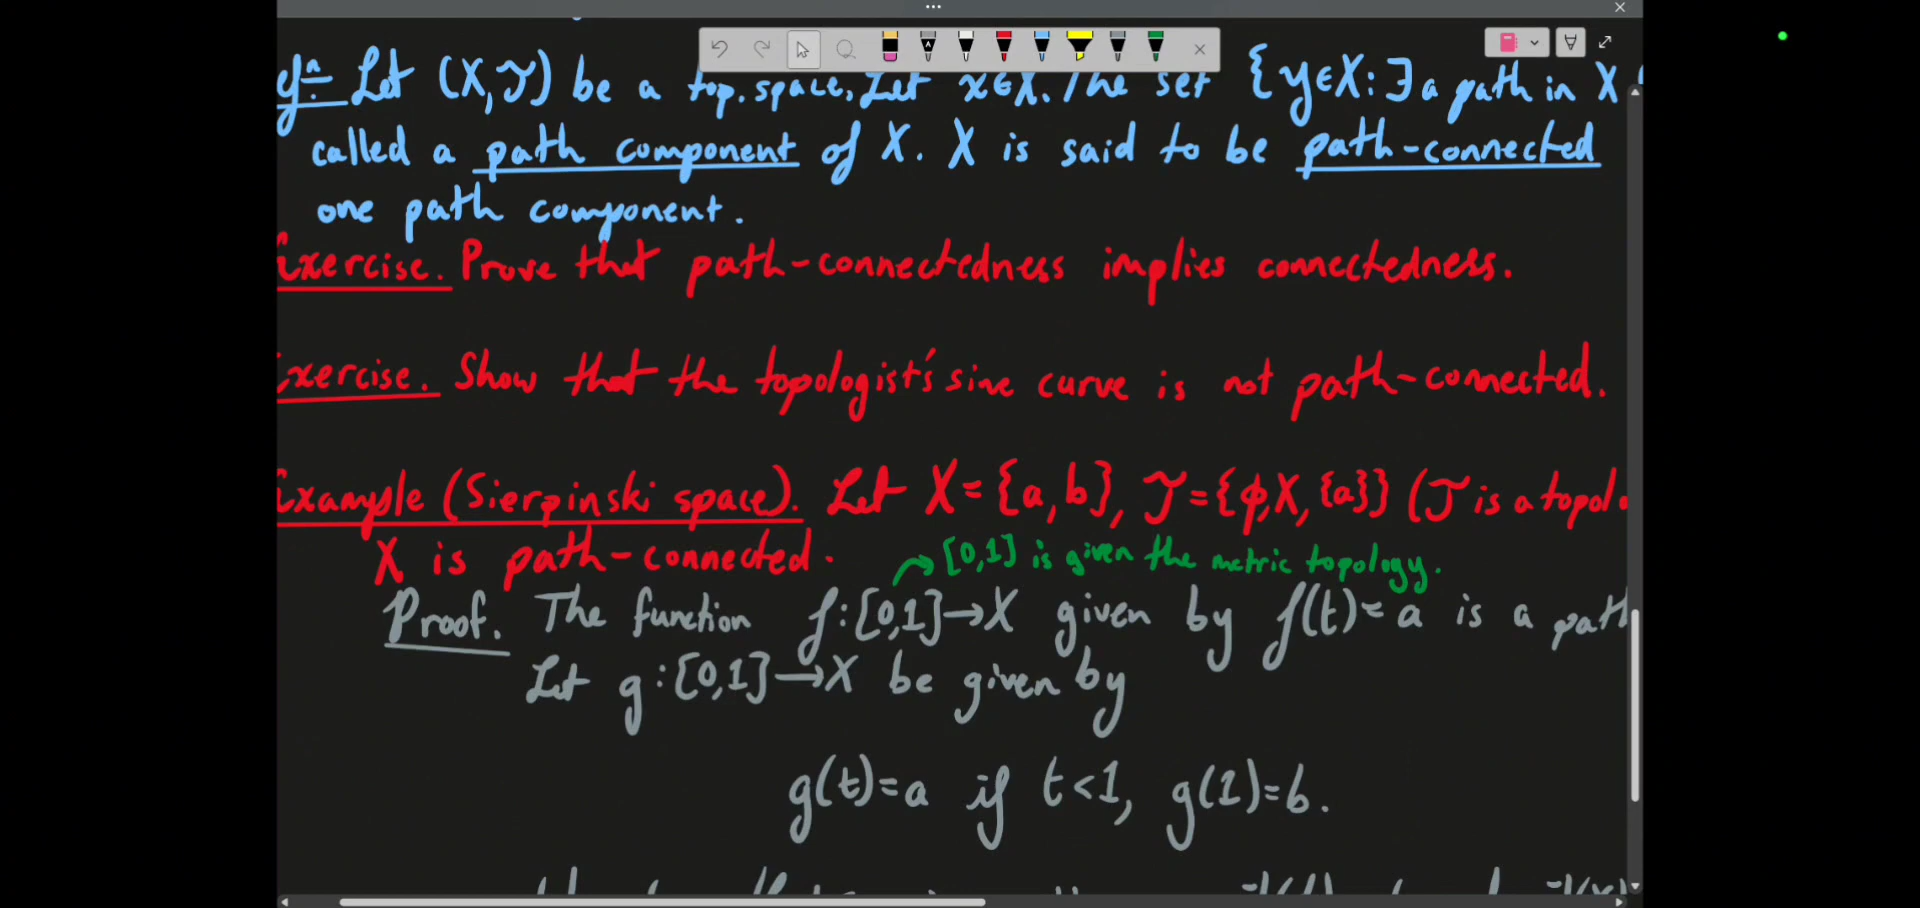 yⁿ: Let (X,𝒯) be a top. space. Let x∈X. The set {y∈X: ∃ a path in X
called a path component of X. X is said to be path-connected
one path component.
Exercise. Prove that path-connectedness implies connectedness.
Exercise. Show that the topologist's sine curve is not path-connected.
Example (Sierpinski space). Let X={a,b}, 𝒯={ϕ,X,{a}} (𝒯 is a topolo
X is path-connected.
[0,1] is given the metric topology.
Proof. The function f:[0,1]→X given by f(t)=a is a path
Let g:[0,1]→X be given by
g(t)=a if t<1, g(1)=b.